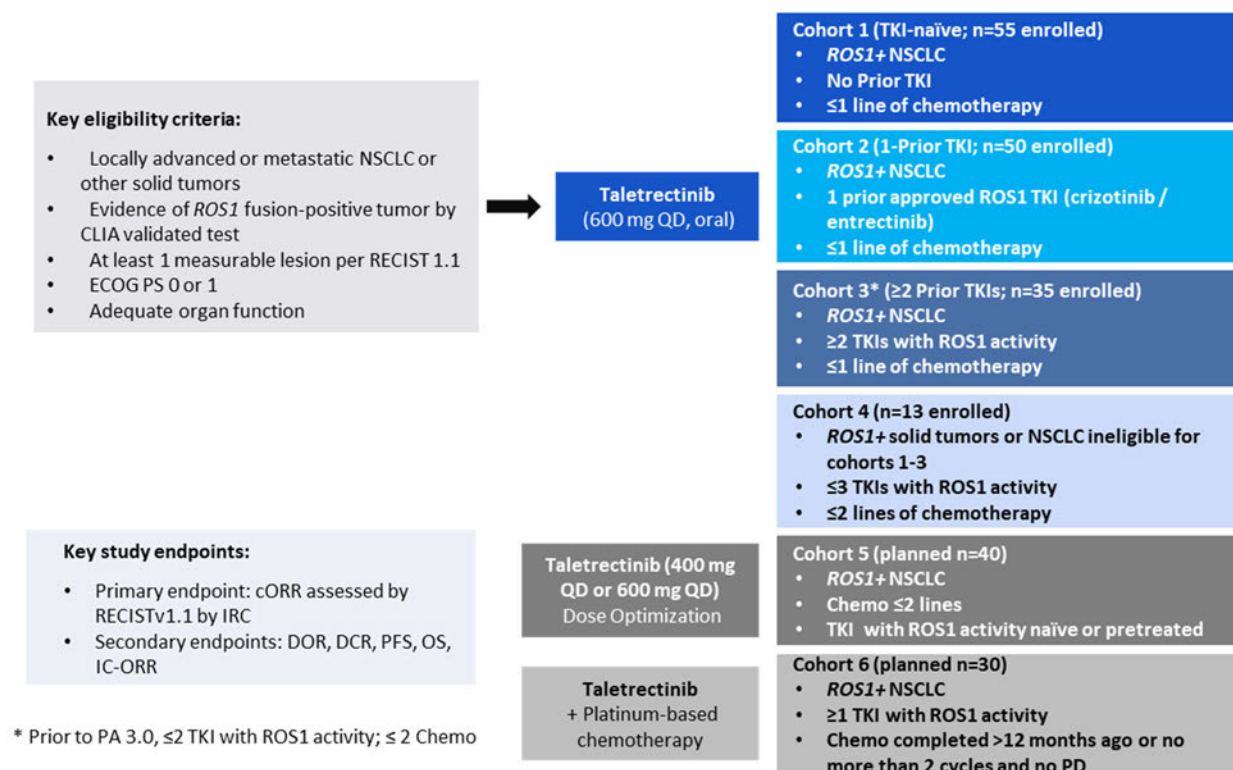 Key eligibility criteria:
• Locally advanced or metastatic NSCLC or
other solid tumors
• Evidence of ROS1 fusion-positive tumor by
CLIA validated test
• At least 1 measurable lesion per RECIST 1.1
• ECOG PS 0 or 1
• Adequate organ function
Taletrectinib
(600 mg QD, oral)
Cohort 1 (TKI-naïve; n=55 enrolled)
• ROS1+ NSCLC
• No Prior TKI
• ≤1 line of chemotherapy
Cohort 2 (1-Prior TKI; n=50 enrolled)
• ROS1+ NSCLC
• 1 prior approved ROS1 TKI (crizotinib /
entrectinib)
• ≤1 line of chemotherapy
Cohort 3* (≥2 Prior TKIs; n=35 enrolled)
• ROS1+ NSCLC
• ≥2 TKIs with ROS1 activity
• ≤1 line of chemotherapy
Cohort 4 (n=13 enrolled)
• ROS1+ solid tumors or NSCLC ineligible for
cohorts 1-3
• ≤3 TKIs with ROS1 activity
• ≤2 lines of chemotherapy
Key study endpoints:
• Primary endpoint: cORR assessed by
RECISTv1.1 by IRC
• Secondary endpoints: DOR, DCR, PFS, OS,
IC-ORR
Taletrectinib (400 mg
QD or 600 mg QD)
Dose Optimization
Cohort 5 (planned n=40)
• ROS1+ NSCLC
• Chemo ≤2 lines
• TKI with ROS1 activity naïve or pretreated
Taletrectinib
+ Platinum-based
chemotherapy
Cohort 6 (planned n=30)
• ROS1+ NSCLC
• ≥1 TKI with ROS1 activity
• Chemo completed >12 months ago or no
more than 2 cycles and no PD
* Prior to PA 3.0, ≤2 TKI with ROS1 activity; ≤ 2 Chemo